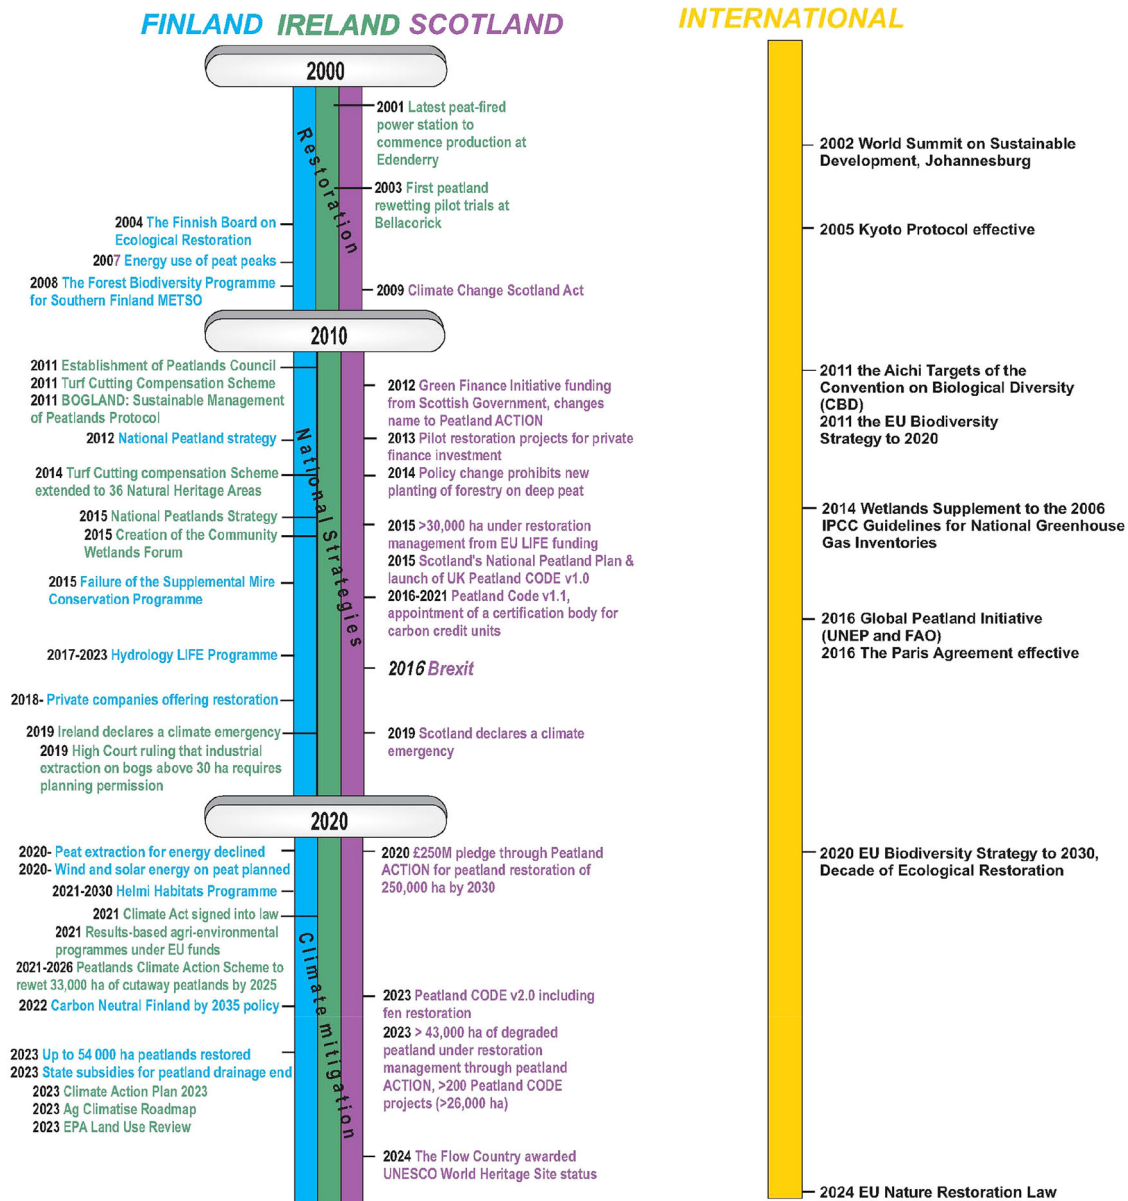 FINLAND IRELAND SCOTLAND
INTERNATIONAL
2000
Restoration
2001 Latest peat-fired
power station to
commence production at
Edenderry
2003 First peatland
rewetting pilot trials at
Bellacorick
2004 The Finnish Board on
Ecological Restoration
2007 Energy use of peat peaks
2008 The Forest Biodiversity Programme
for Southern Finland METSO
2009 Climate Change Scotland Act
2010
National Strategies
2011 Establishment of Peatlands Council
2011 Turf Cutting Compensation Scheme
2011 BOGLAND: Sustainable Management
of Peatlands Protocol
2012 National Peatland strategy
2014 Turf Cutting compensation Scheme
extended to 36 Natural Heritage Areas
2015 National Peatlands Strategy
2015 Creation of the Community
Wetlands Forum
2015 Failure of the Supplemental Mire
Conservation Programme
2017-2023 Hydrology LIFE Programme
2018- Private companies offering restoration
2019 Ireland declares a climate emergency
2019 High Court ruling that industrial
extraction on bogs above 30 ha requires
planning permission
2012 Green Finance Initiative funding
from Scottish Government, changes
name to Peatland ACTION
2013 Pilot restoration projects for private
finance investment
2014 Policy change prohibits new
planting of forestry on deep peat
2015 >30,000 ha under restoration
management from EU LIFE funding
2015 Scotland's National Peatland Plan &
launch of UK Peatland CODE v1.0
2016-2021 Peatland Code v1.1,
appointment of a certification body for
carbon credit units
2016 Brexit
2019 Scotland declares a climate
emergency
2020
Climate mitigation
2020- Peat extraction for energy declined
2020- Wind and solar energy on peat planned
2021-2030 Helmi Habitats Programme
2021 Climate Act signed into law
2021 Results-based agri-environmental
programmes under EU funds
2021-2026 Peatlands Climate Action Scheme to
rewet 33,000 ha of cutaway peatlands by 2025
2022 Carbon Neutral Finland by 2035 policy
2023 Up to 54 000 ha peatlands restored
2023 State subsidies for peatland drainage end
2023 Climate Action Plan 2023
2023 Ag Climatise Roadmap
2023 EPA Land Use Review
2020 £250M pledge through Peatland
ACTION for peatland restoration of
250,000 ha by 2030
2023 Peatland CODE v2.0 including
fen restoration
2023 > 43,000 ha of degraded
peatland under restoration
management through peatland
ACTION, >200 Peatland CODE
projects (>26,000 ha)
2024 The Flow Country awarded
UNESCO World Heritage Site status
2002 World Summit on Sustainable
Development, Johannesburg
2005 Kyoto Protocol effective
2011 the Aichi Targets of the
Convention on Biological Diversity
(CBD)
2011 the EU Biodiversity
Strategy to 2020
2014 Wetlands Supplement to the 2006
IPCC Guidelines for National Greenhouse
Gas Inventories
2016 Global Peatland Initiative
(UNEP and FAO)
2016 The Paris Agreement effective
2020 EU Biodiversity Strategy to 2030,
Decade of Ecological Restoration
2024 EU Nature Restoration Law